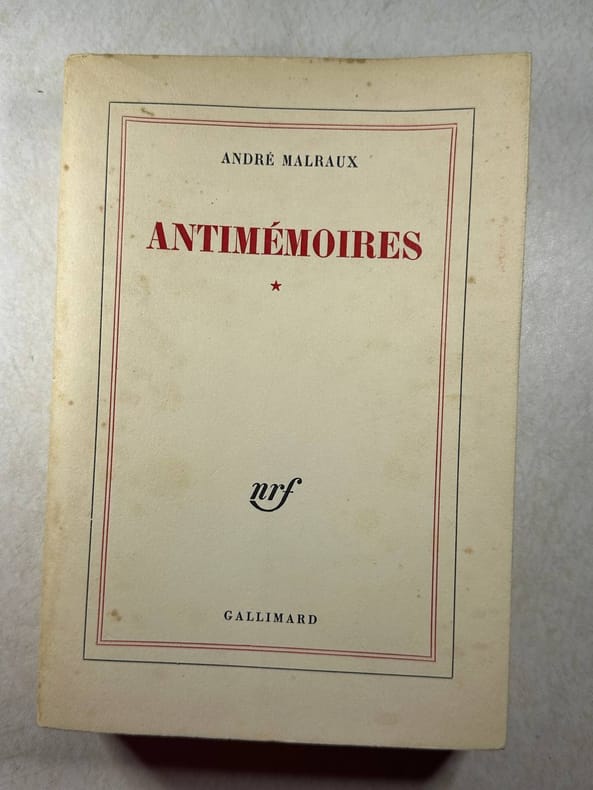 ANDRÉ MALRAUX
ANTIMÉMOIRES
★
nrf
GALLIMARD